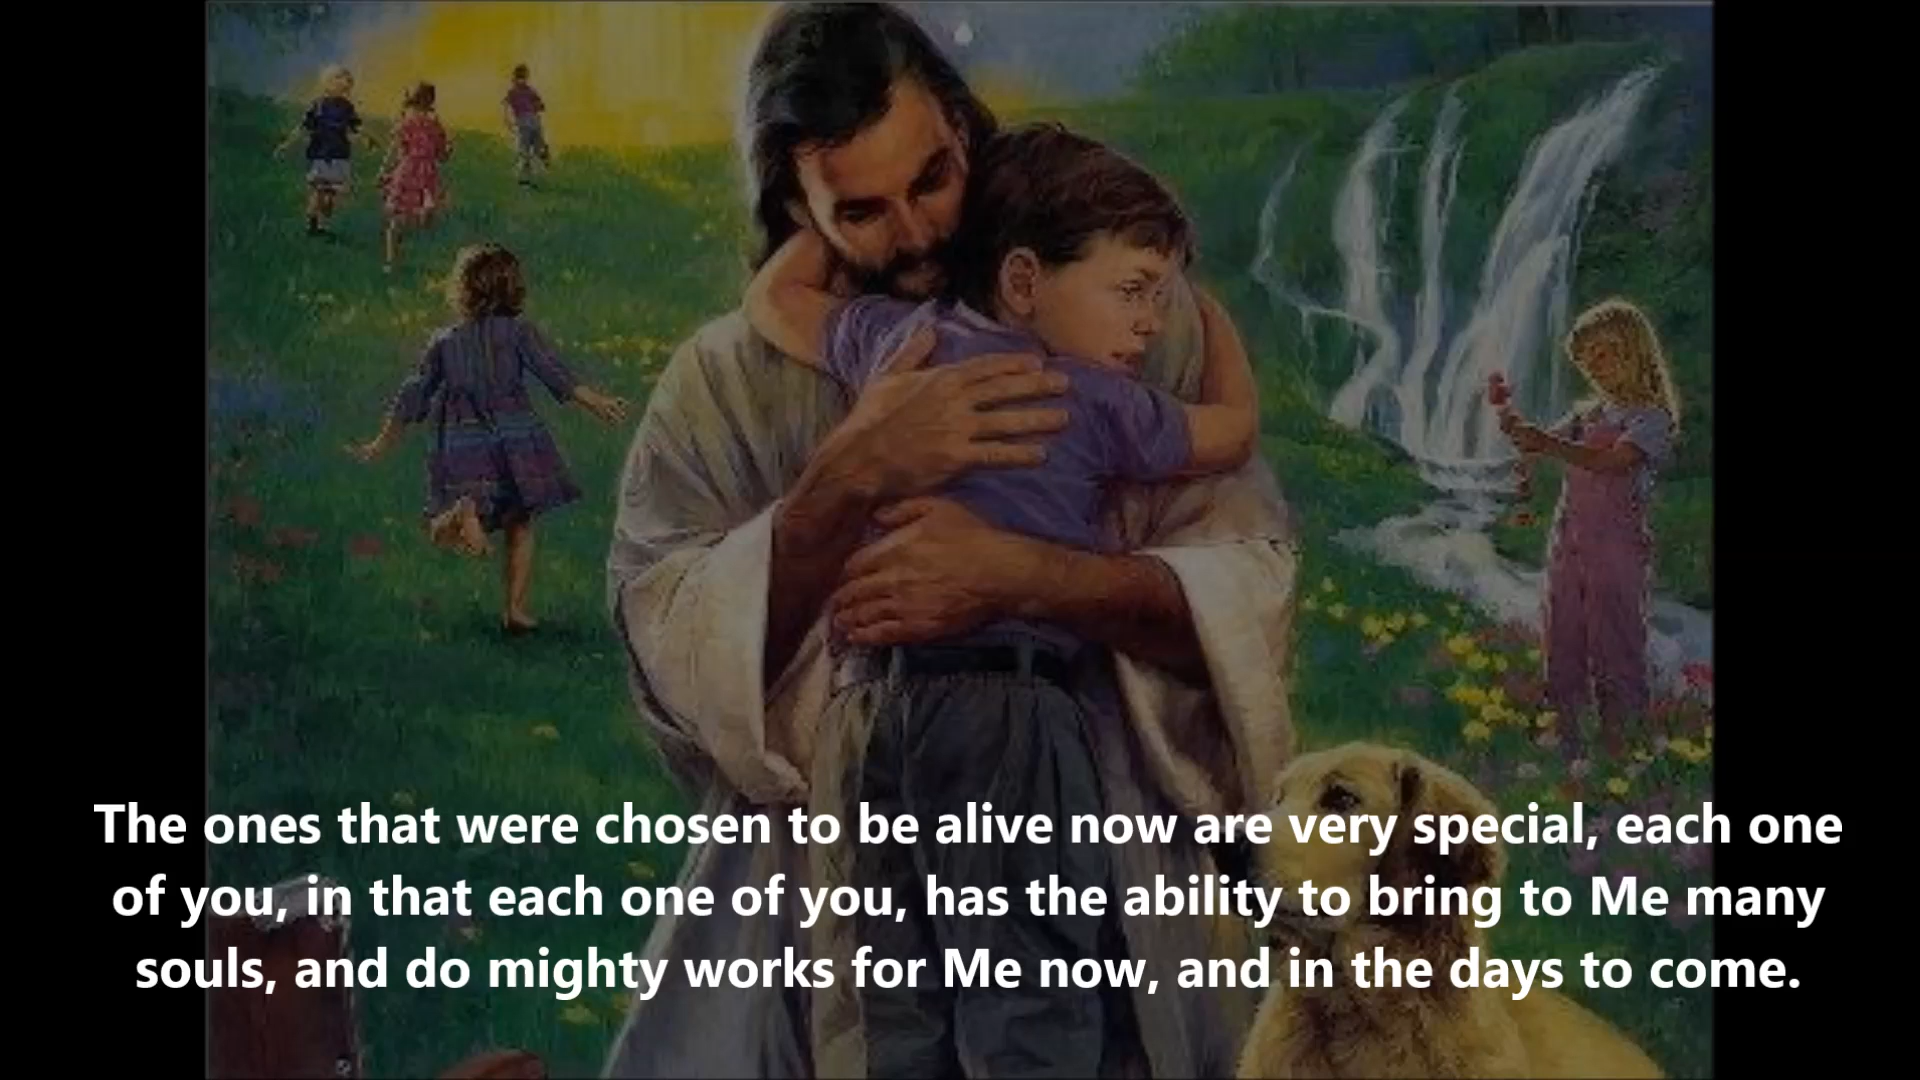 The ones that were chosen to be alive now are very special, each one
of you, in that each one of you, has the ability to bring to Me many
souls, and do mighty works for Me now, and in the days to come.